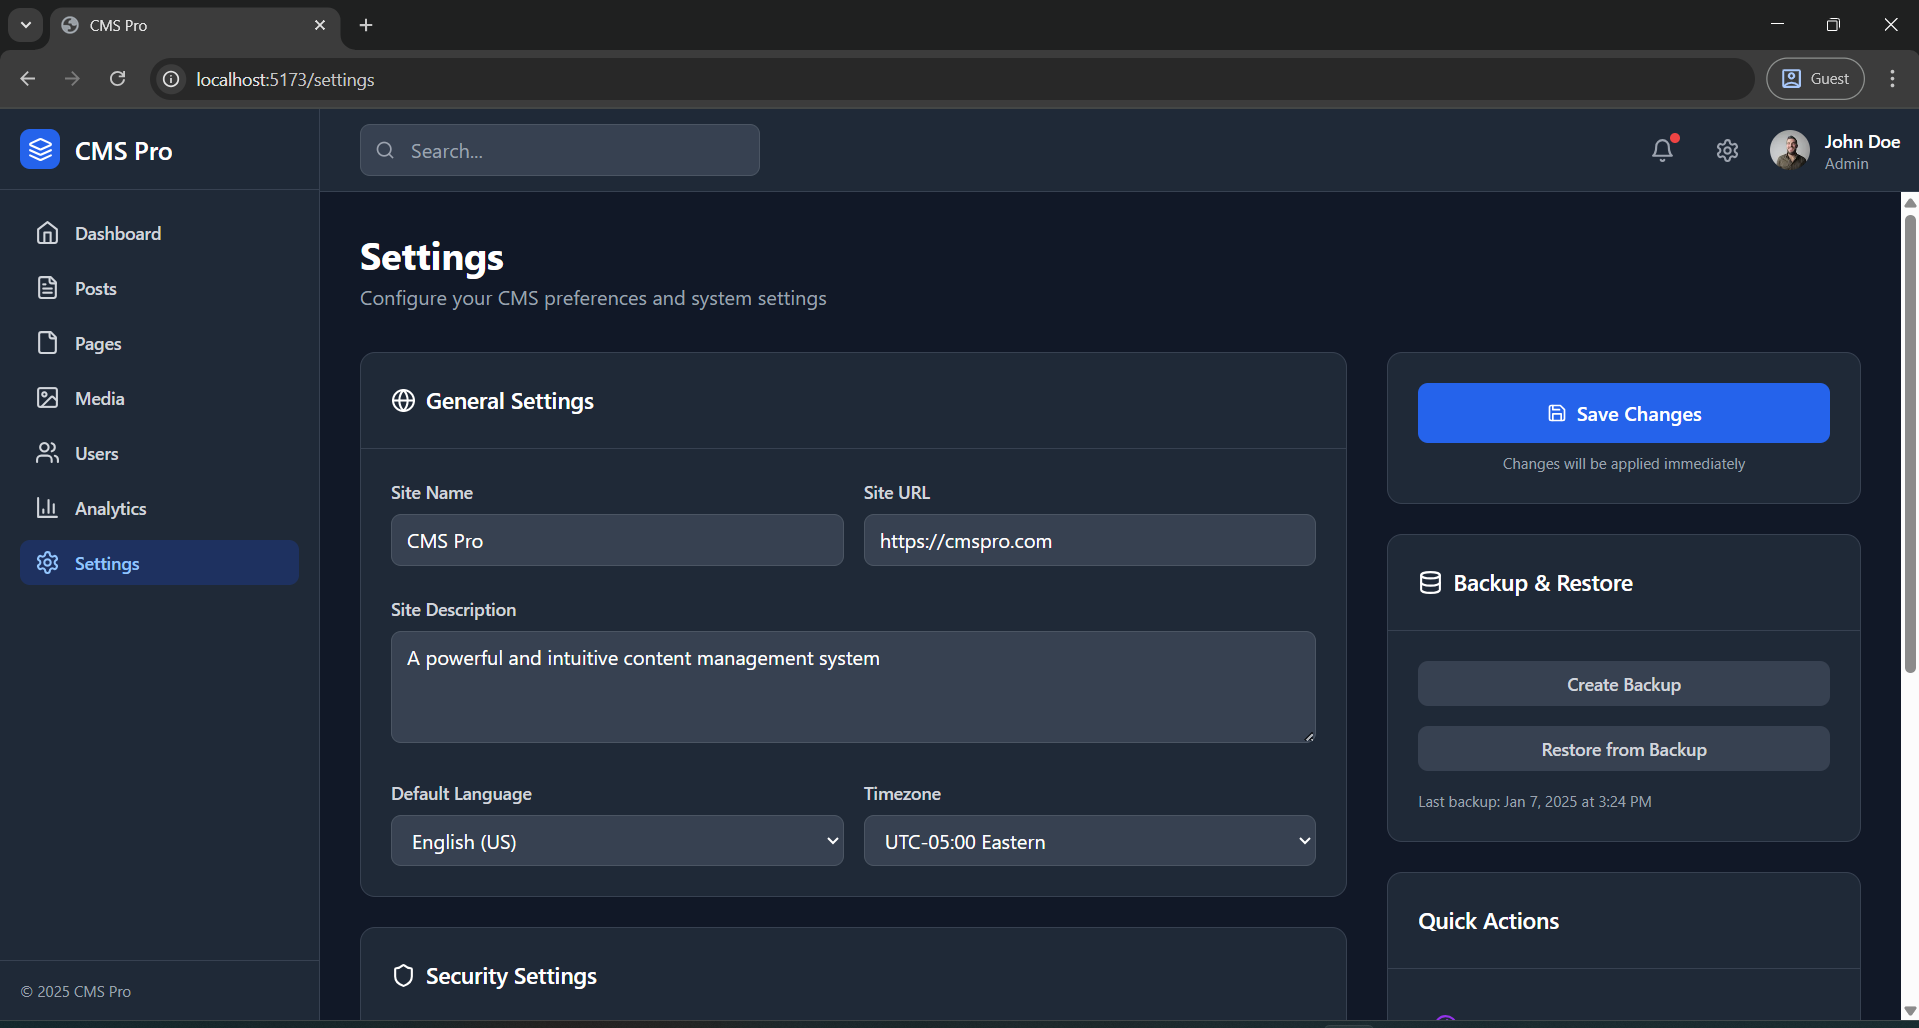 CMS Pro
localhost:5173/settings
Guest
CMS Pro
Search...
John Doe
Admin
Dashboard
Posts
Pages
Media
Users
Analytics
Settings
© 2025 CMS Pro
Settings
Configure your CMS preferences and system settings
General Settings
Site Name
CMS Pro
Site URL
https://cmspro.com
Site Description
A powerful and intuitive content management system
Default Language
English (US)
Timezone
UTC-05:00 Eastern
Security Settings
Save Changes
Changes will be applied immediately
Backup & Restore
Create Backup
Restore from Backup
Last backup: Jan 7, 2025 at 3:24 PM
Quick Actions